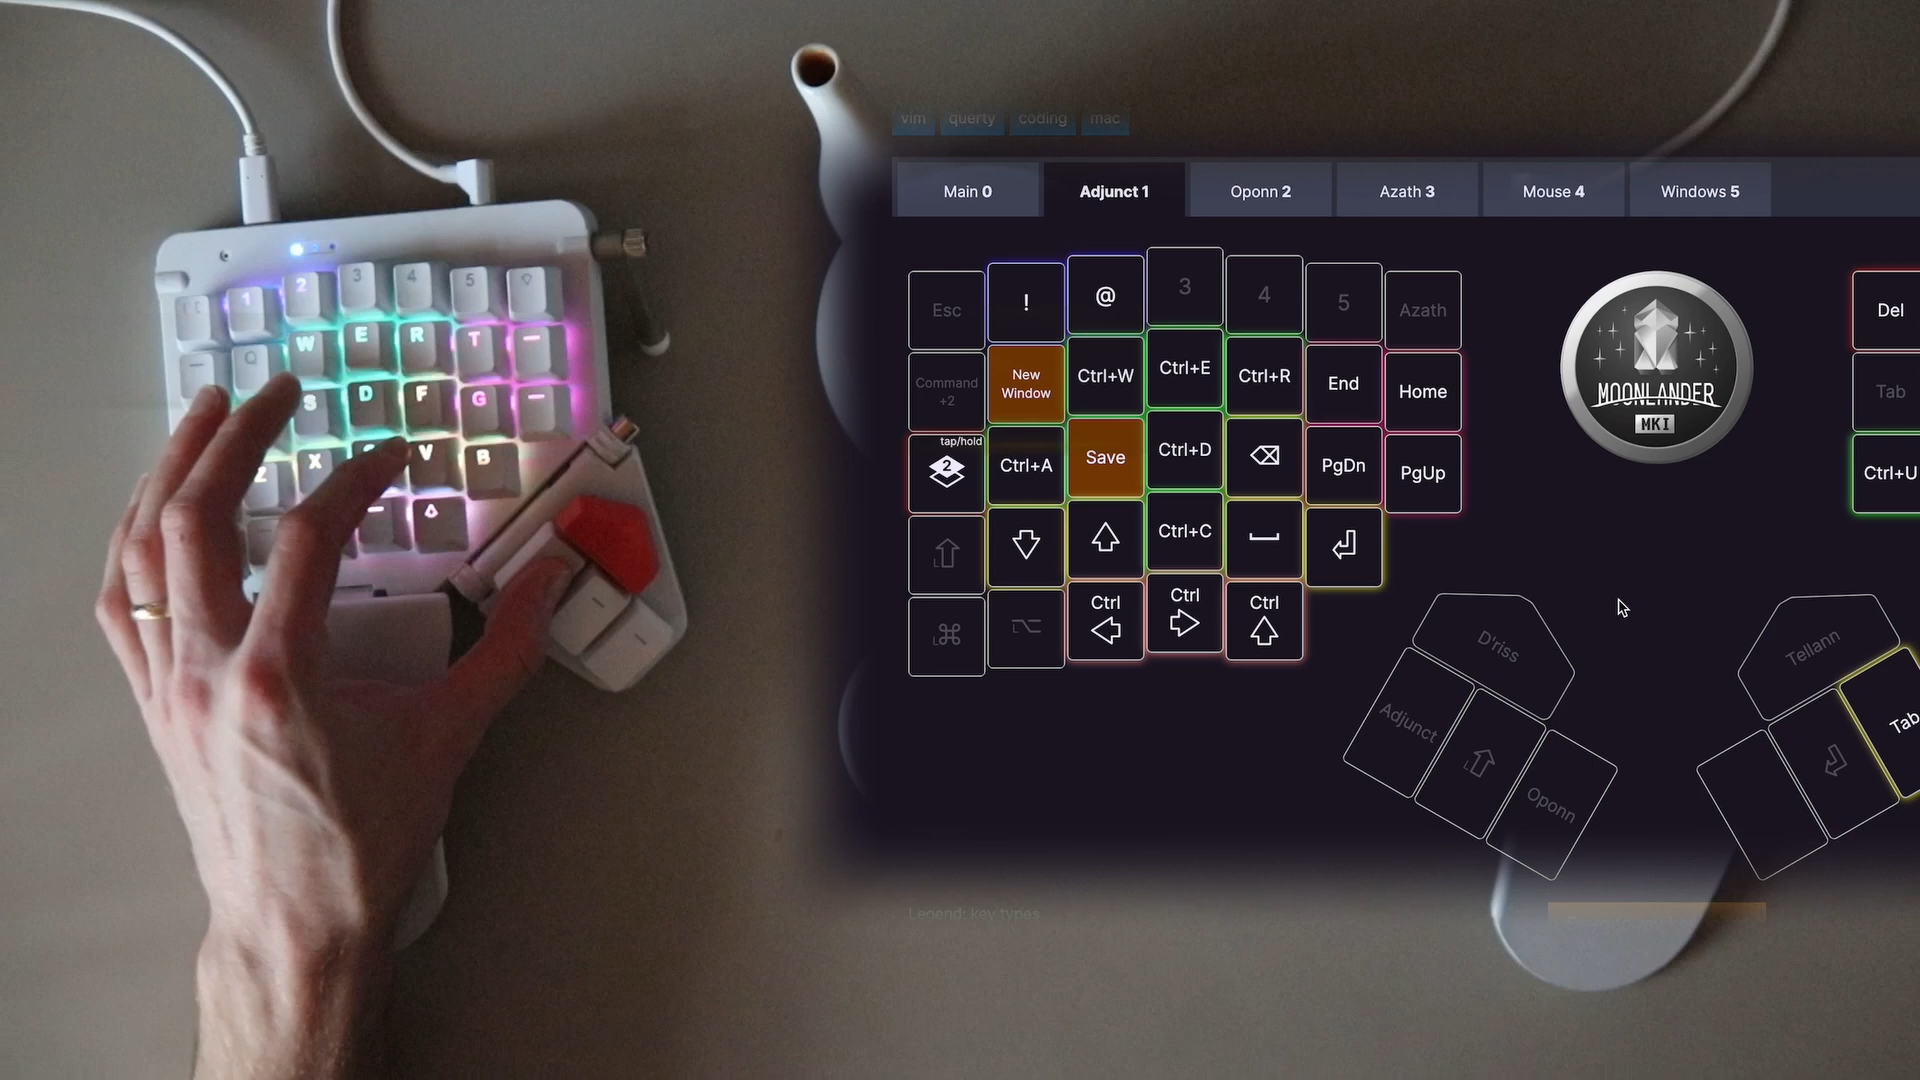 vim querty coding mac
Main 0 Adjunct 1 Oponn 2 Azath 3 Mouse 4 Windows 5
Esc ! @ 3 4 5 Azath
Command +2
New Window
Ctrl+W Ctrl+E Ctrl+R End Home
tap/hold
2
Ctrl+A Save Ctrl+D PgDn PgUp
Ctrl+C
L
L
L
Ctrl Ctrl Ctrl
MOONLANDER
MKI
Del
Tab
Ctrl+U
D'riss
Adjunct
L
Oponn
Tellann
Tab
Legend: key types
1 2 3 4 5
Q W E R T
S D F G
Z X V B